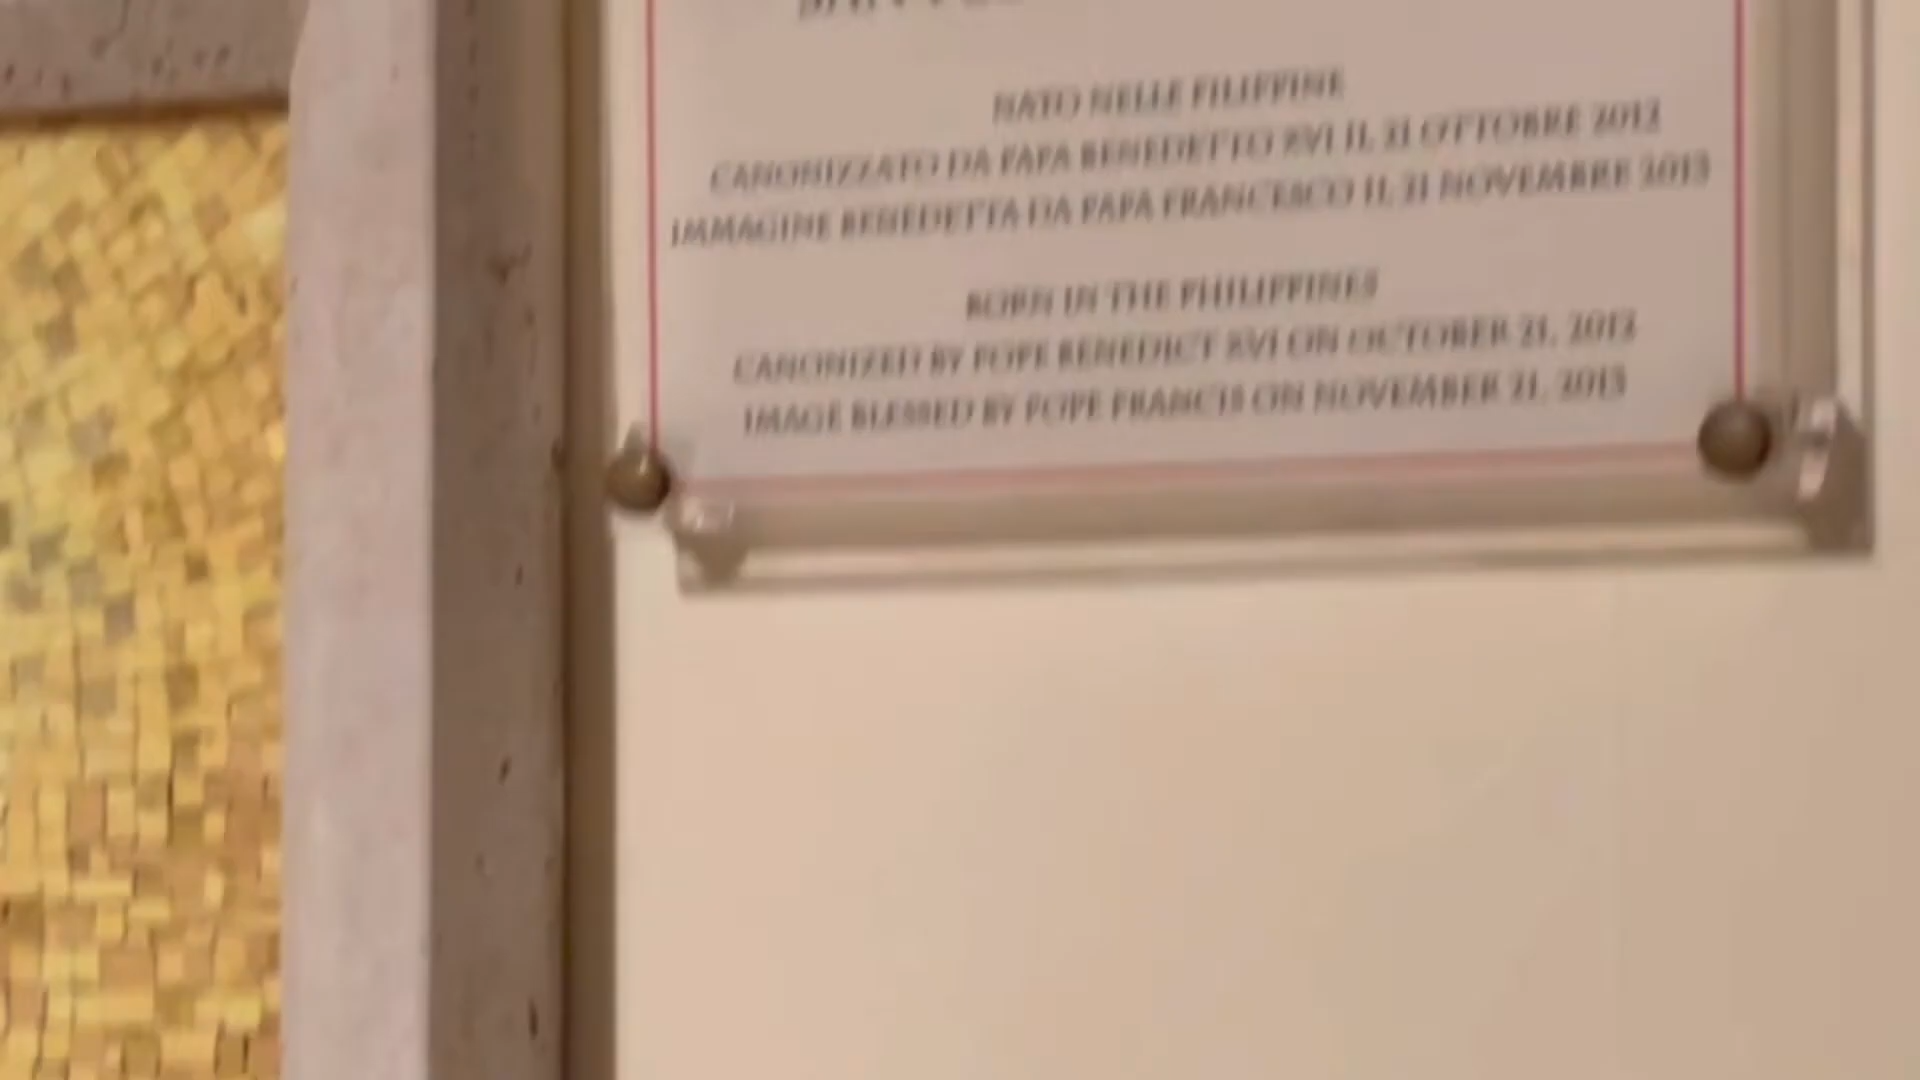 NATO NELLE FILIPPINE
CANONIZZATO DA PAPA BENEDETTO XVI IL 21 OTTOBRE 2012
IMMAGINE BENEDETTA DA PAPA FRANCESCO IL 21 NOVEMBRE 2013
BORN IN THE PHILIPPINES
CANONIZED BY POPE BENEDICT XVI ON OCTOBER 21, 2012
IMAGE BLESSED BY POPE FRANCIS ON NOVEMBER 21, 2013